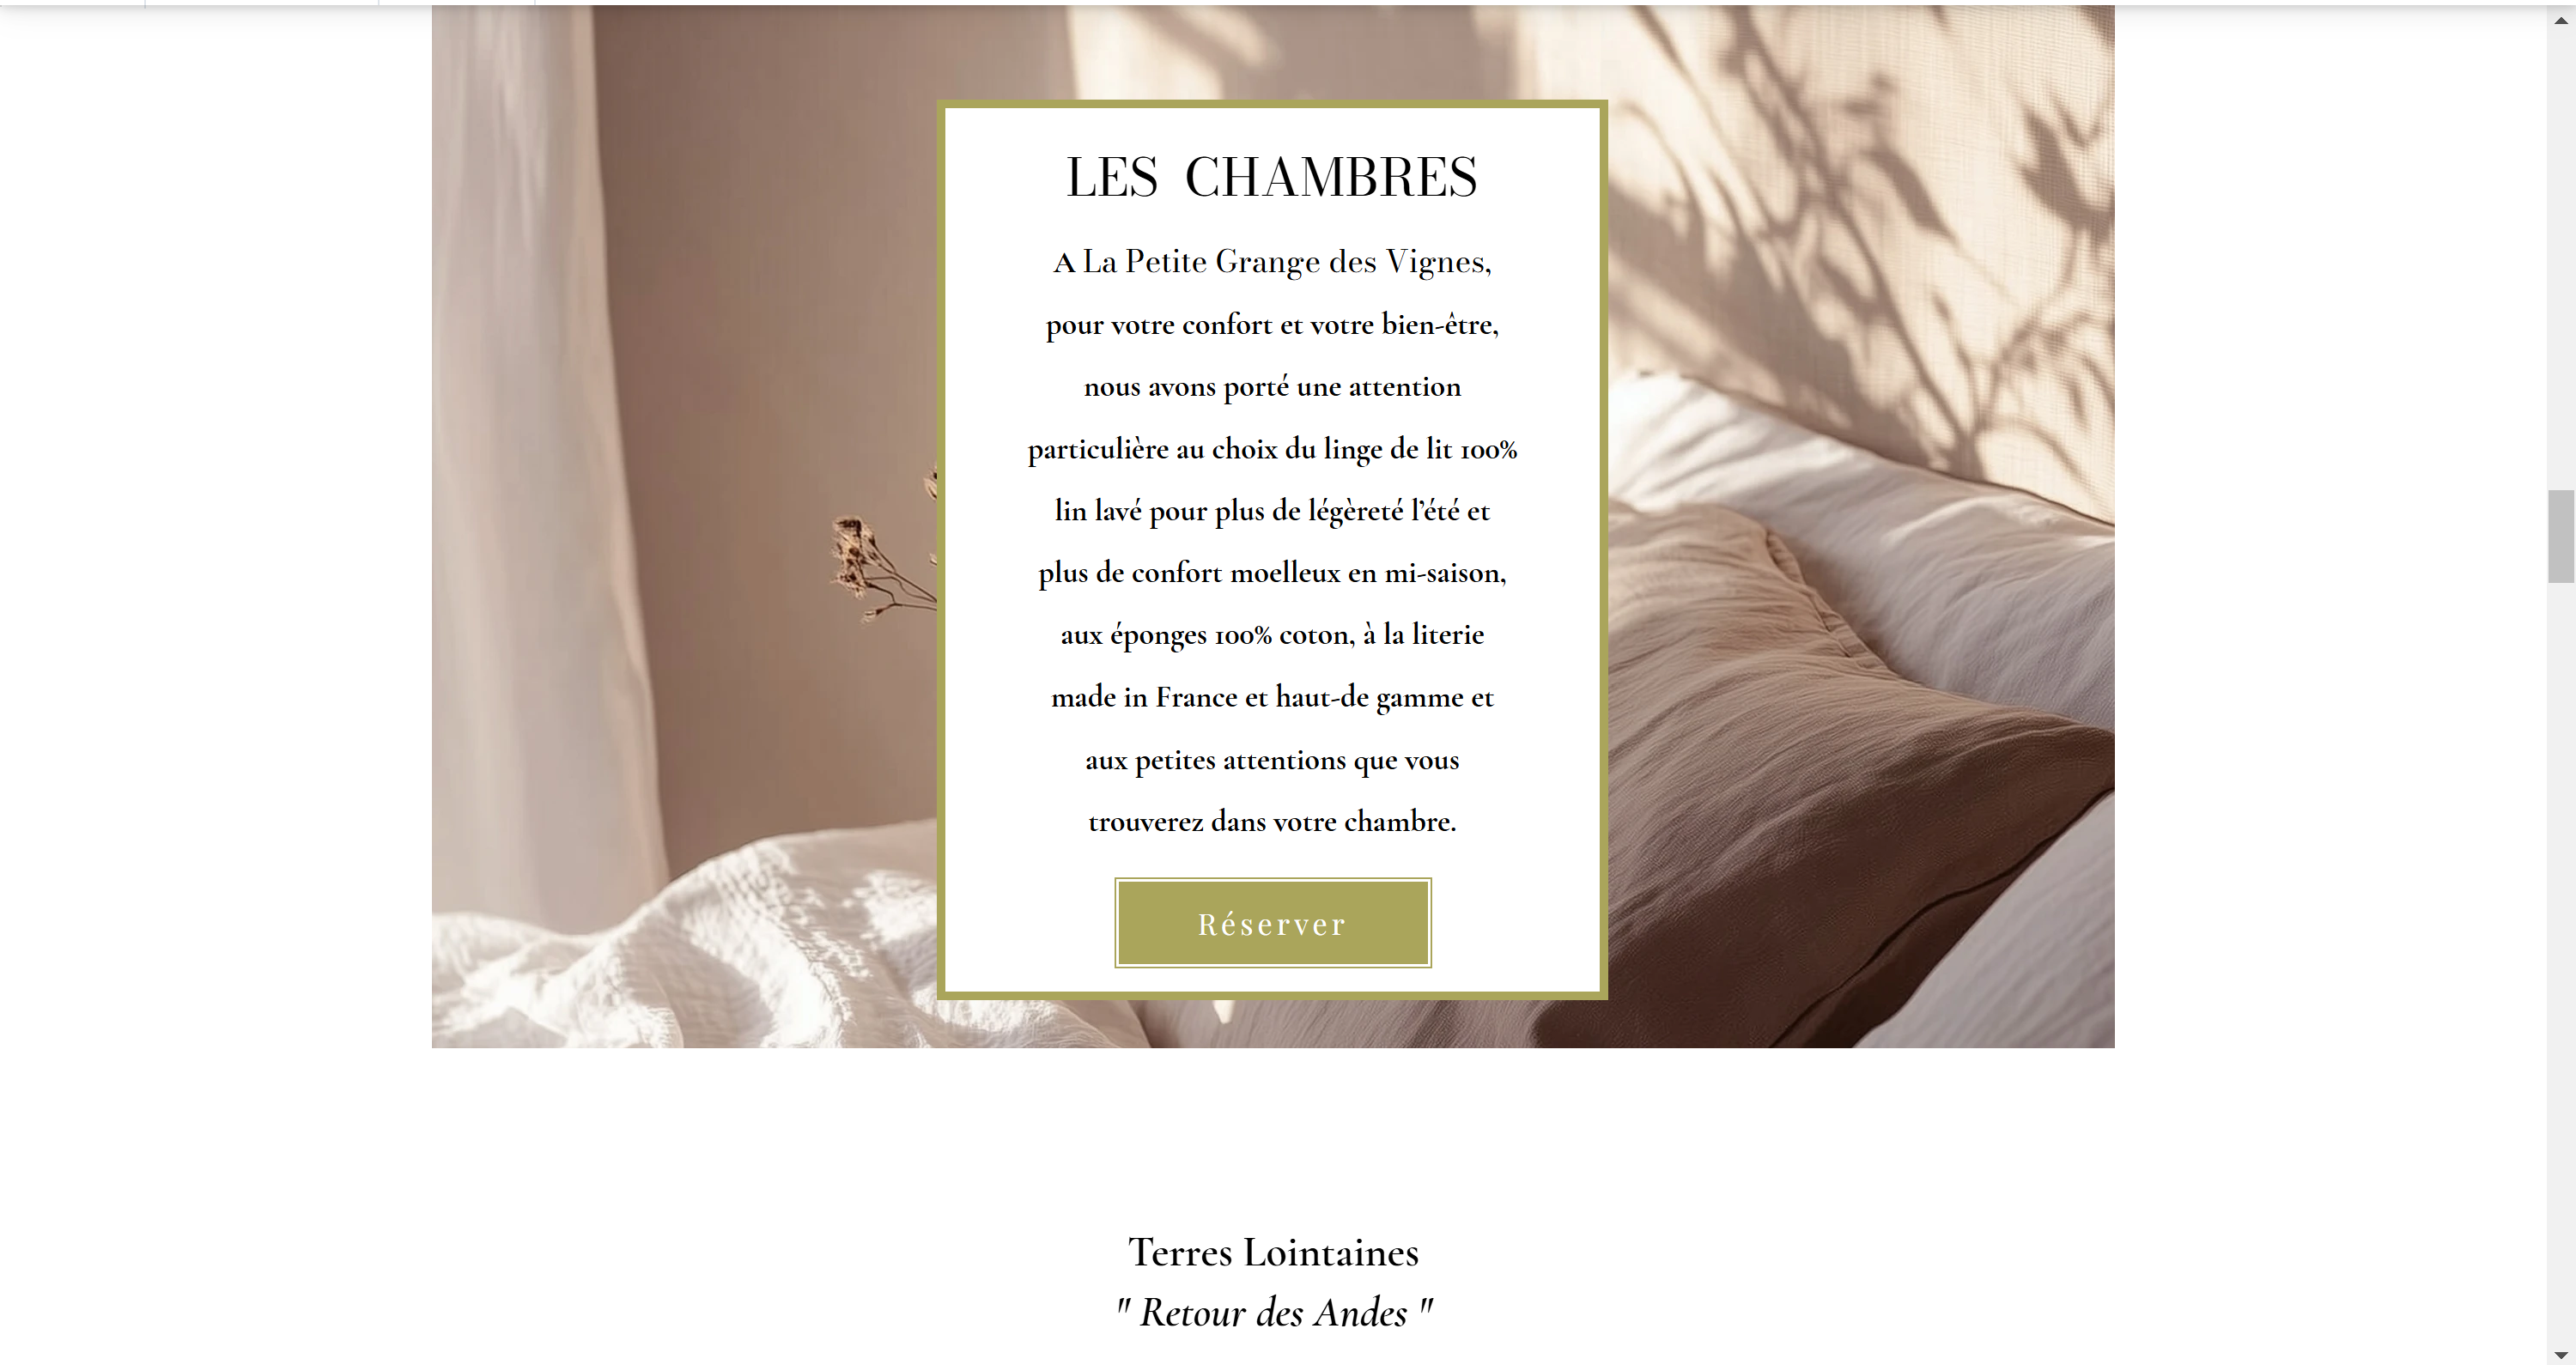 LES CHAMBRES
A La Petite Grange des Vignes,
pour votre confort et votre bien-être,
nous avons porté une attention
particulière au choix du linge de lit 100%
lin lavé pour plus de légèreté l’été et
plus de confort moelleux en mi-saison,
aux éponges 100% coton, à la literie
made in France et haut-de gamme et
aux petites attentions que vous
trouverez dans votre chambre.
Réserver
Terres Lointaines
" Retour des Andes "